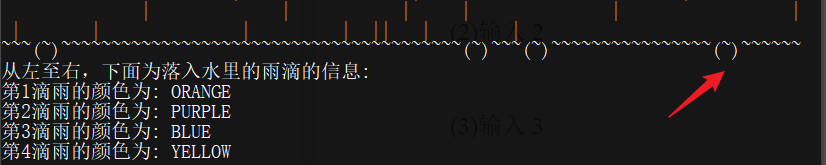 (2)输入 2
~~~(~)~~~~~~~~~~~~~~~~~~~~~~~~~~~~~~~~~~~~~~~~(~)~~~(~)~~~~~~~~~~~~~~~~(~)~~~~~~
从左至右，下面为落入水里的雨滴的信息:
第1滴雨的颜色为: ORANGE
第2滴雨的颜色为: PURPLE
第3滴雨的颜色为: BLUE
(3)输入 3
第4滴雨的颜色为: YELLOW